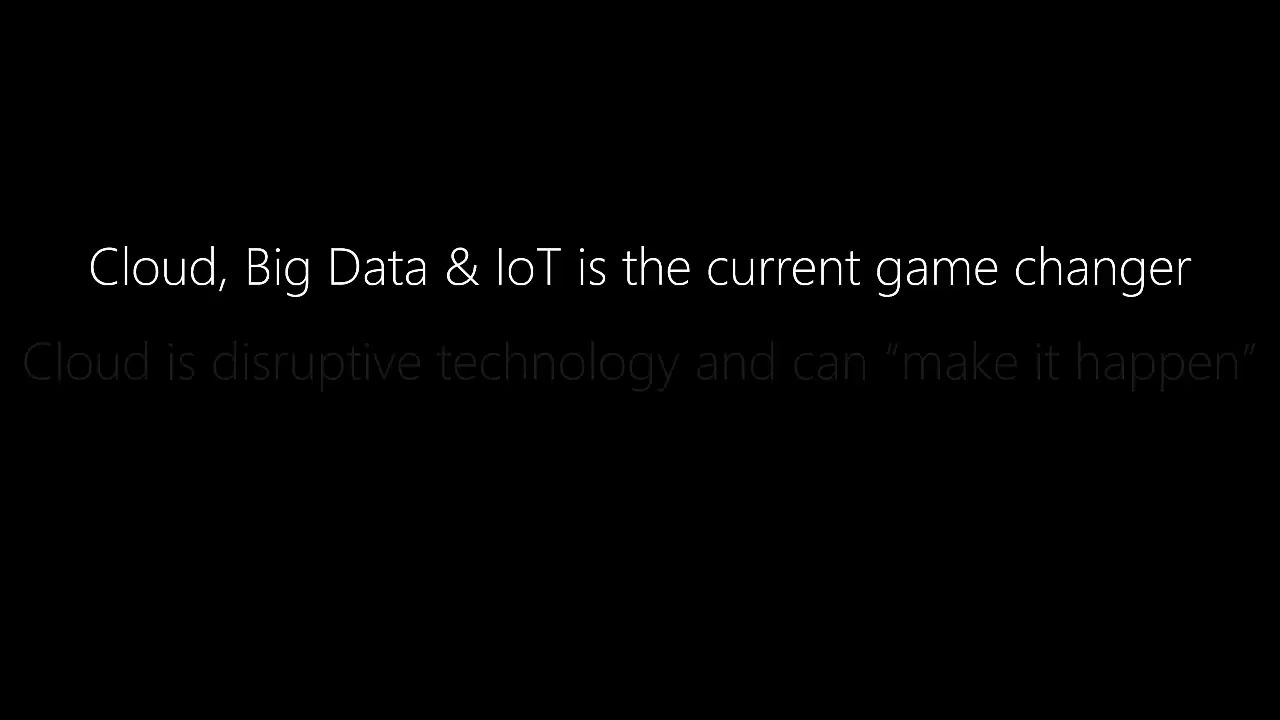 Cloud, Big Data & IoT is the current game changer
Cloud is disruptive technology and can “make it happen”